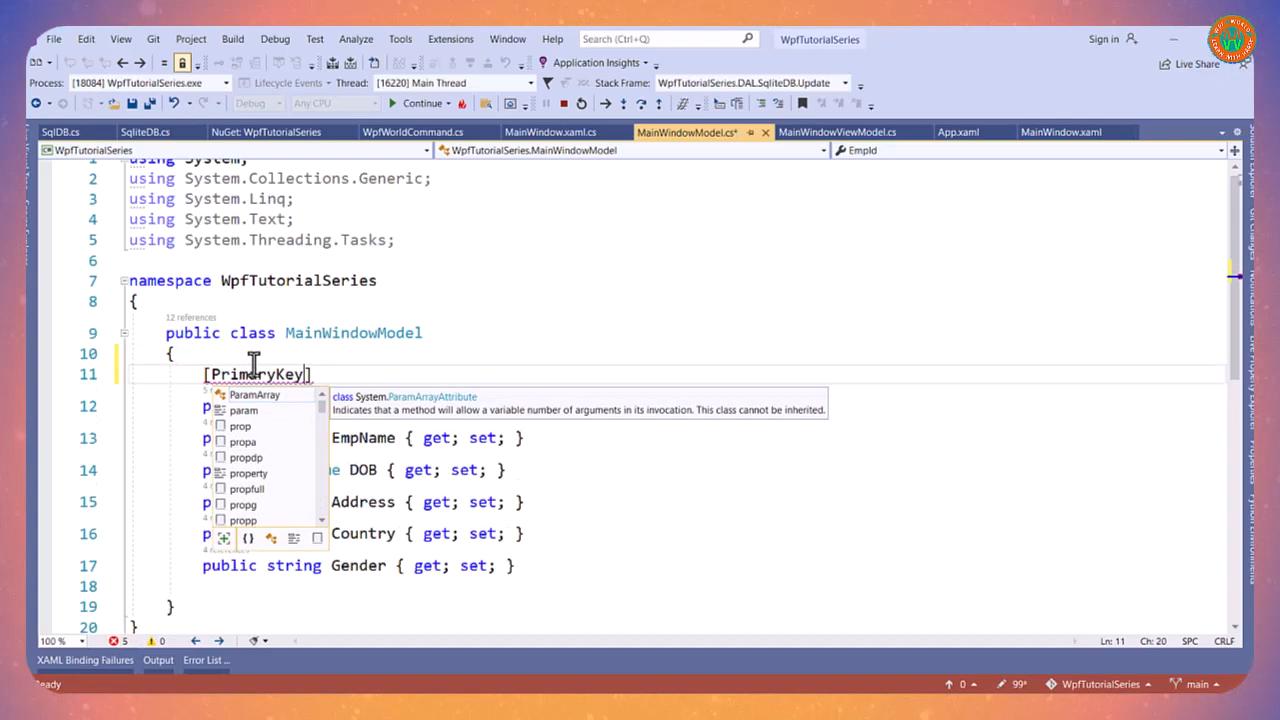 File Edit View Git Project Build Debug Test Analyze Tools Extensions Window Help Search (Ctrl+Q) WpfTutorialSeries Sign in
Application Insights Live Share
Process: [18084] WpfTutorialSeries.exe Lifecycle Events Thread: [16220] Main Thread Stack Frame: WpfTutorialSeries.DAL.SqliteDB.Update
Debug Any CPU Continue
SqlDB.cs SqliteDB.cs NuGet: WpfTutorialSeries WpfWorldCommand.cs MainWindow.xaml.cs MainWindowModel.cs* MainWindowViewModel.cs App.xaml MainWindow.xaml
WpfTutorialSeries WpfTutorialSeries.MainWindowModel EmpId
1 using System;
2 using System.Collections.Generic;
3 using System.Linq;
4 using System.Text;
5 using System.Threading.Tasks;
6
7 namespace WpfTutorialSeries
8 {
12 references
9 public class MainWindowModel
10 {
11 [PrimaryKey]
ParamArray class System.ParamArrayAttribute
param Indicates that a method will allow a variable number of arguments in its invocation. This class cannot be inherited.
12 p
prop
13 p propa EmpName { get; set; }
propdp
14 p property ne DOB { get; set; }
propfull
15 p propg Address { get; set; }
propp
16 p Country { get; set; }
4 references
17 public string Gender { get; set; }
18
19 }
20 }
100 % 5 0 Ln: 11 Ch: 20 SPC CRLF
XAML Binding Failures Output Error List ...
Ready 0 99* WpfTutorialSeries main